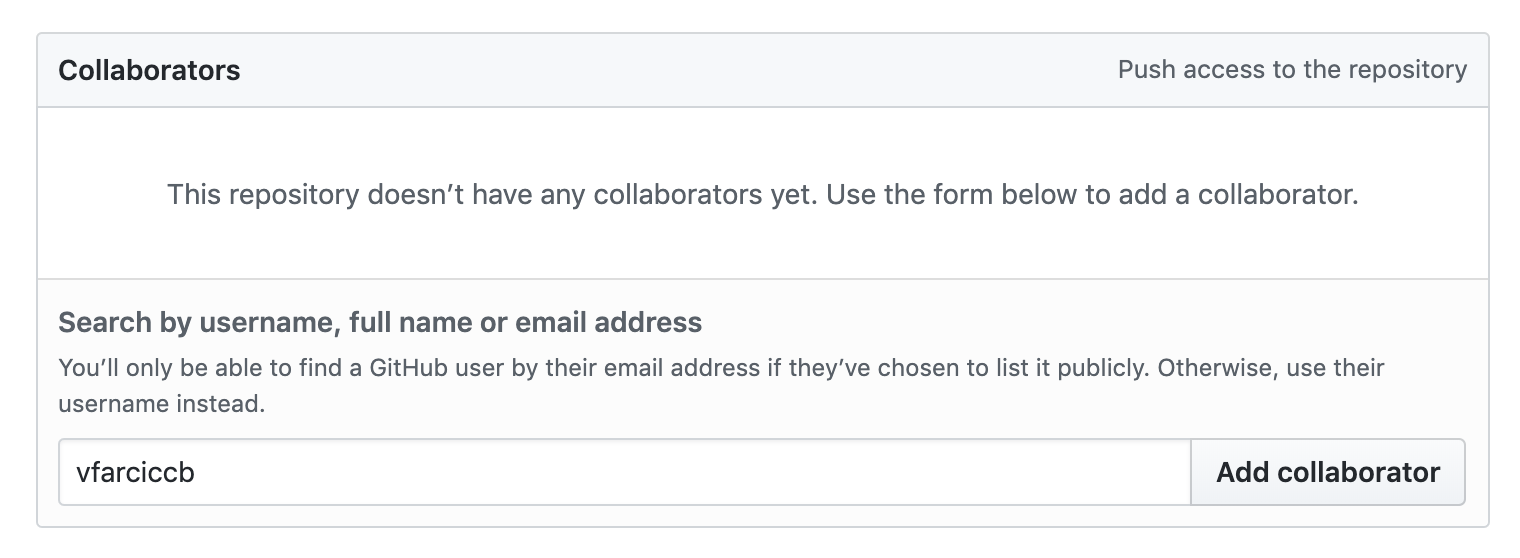 Collaborators
Push access to the repository
This repository doesn’t have any collaborators yet. Use the form below to add a collaborator.
Search by username, full name or email address
You’ll only be able to find a GitHub user by their email address if they’ve chosen to list it publicly. Otherwise, use their
username instead.
vfarciccb
Add collaborator